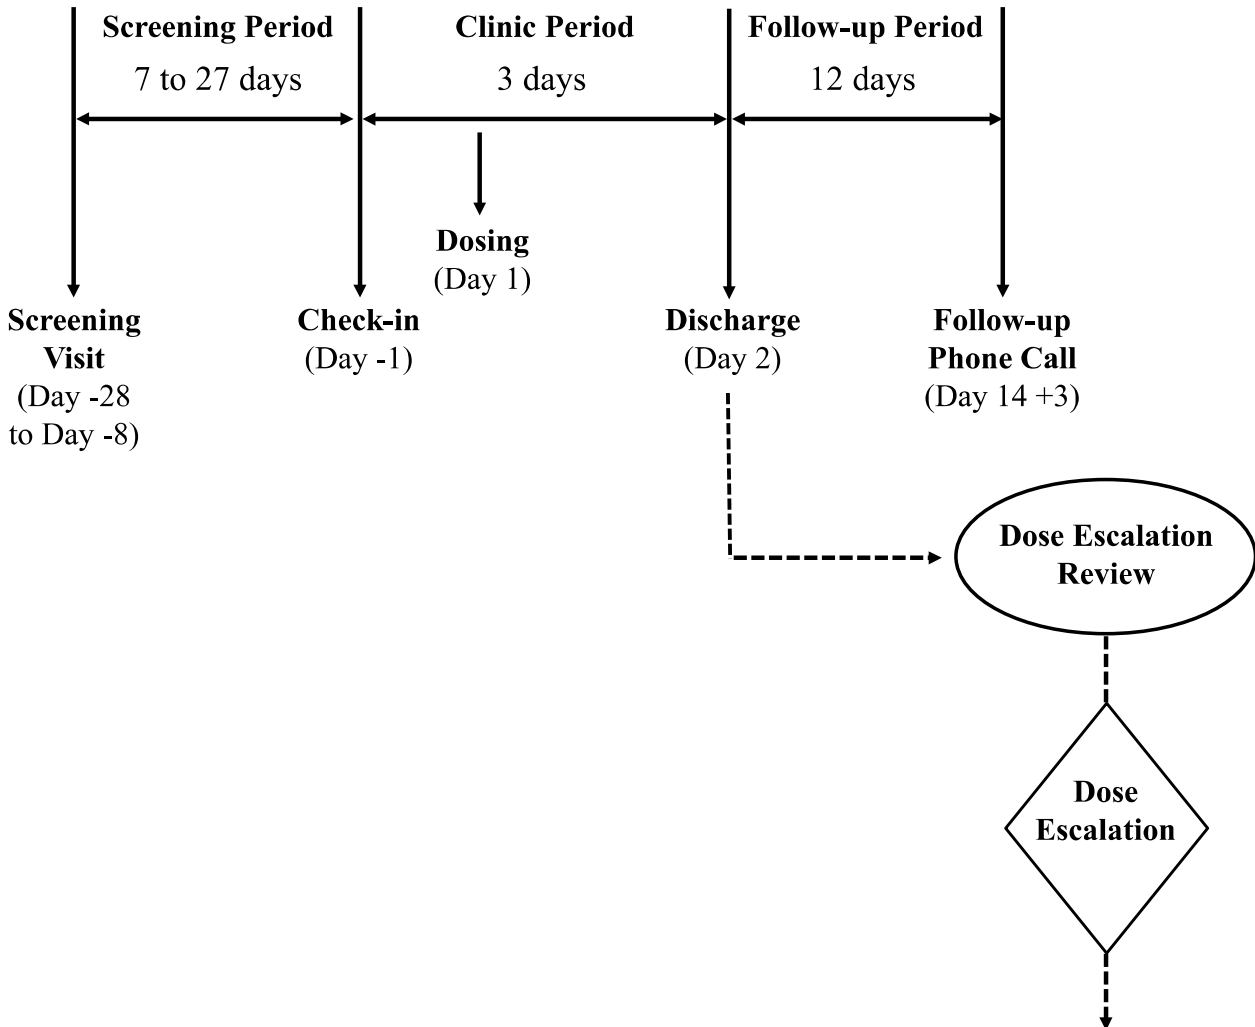 Screening Period
7 to 27 days
Clinic Period
3 days
Follow-up Period
12 days
Dosing
(Day 1)
Screening
Visit
(Day -28
to Day -8)
Check-in
(Day -1)
Discharge
(Day 2)
Follow-up
Phone Call
(Day 14 +3)
Dose Escalation
Review
Dose
Escalation